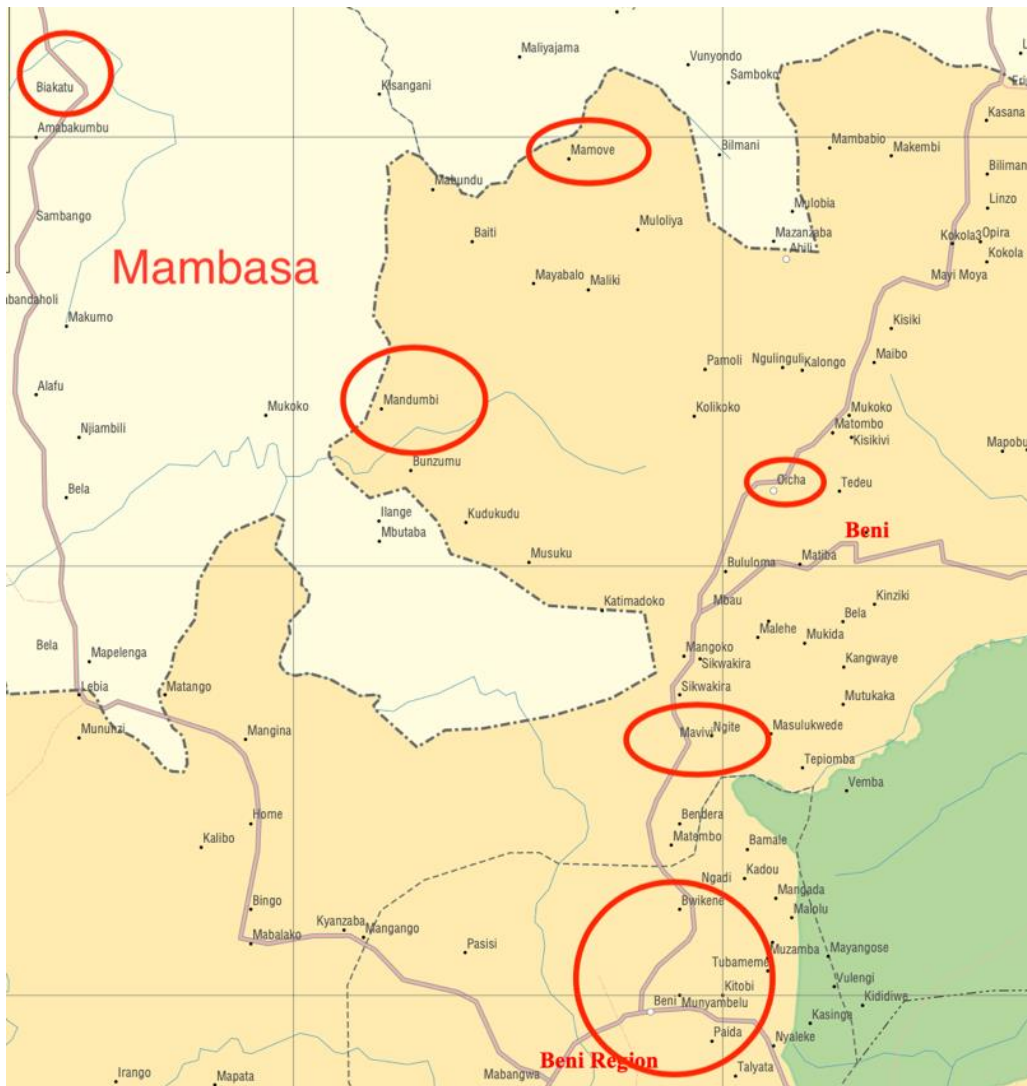 Maliyajama
Vunyondo
Samboko
Kisangani
Biakatu
Amabakumbu
Kasana
Mamove
Bilmani
Mambabio
Makembi
Biliman
Mahundu
Linzo
Sambango
Mulobia
Muloliya
Baiti
Mazanzaba
Ahili
Kokola3
Opira
Kokola
Mambasa
Mayabalo
Maliki
Mayi Moya
abandaholi
Makumo
Kisiki
Pamoli
Ngulinguli
Kalongo
Maibo
Alafu
Mandumbi
Mukoko
Kolikoko
Mukoko
Matombo
Njiambili
Kisikivi
Mapobu
Bunzumu
Bela
Oicha
Tedeu
Ilange
Kudukudu
Mbutaba
Beni
Musuku
Bululoma
Matiba
Katimadoko
Mbau
Kinziki
Bela
Malehe
Mukida
Bela
Mapelenga
Mangoko
Sikwakira
Kangwaye
Lebia
Matango
Sikwakira
Mutukaka
Mununzi
Mangina
Mavivi
Ngite
Masulukwede
Tepiomba
Vemba
Home
Bendera
Kalibo
Matembo
Bamale
Ngadi
Kadou
Mangada
Bingo
Bwikene
Malolu
Kyanzaba
Mangango
Mabalako
Pasisi
Muzamba
Tubameme
Mayangose
Vulengi
Kididiwe
Beni
Munyambelu
Kitobi
Kasinga
Paida
Nyaleke
Beni Region
Mabangwa
Talyata
Irango
Mapata